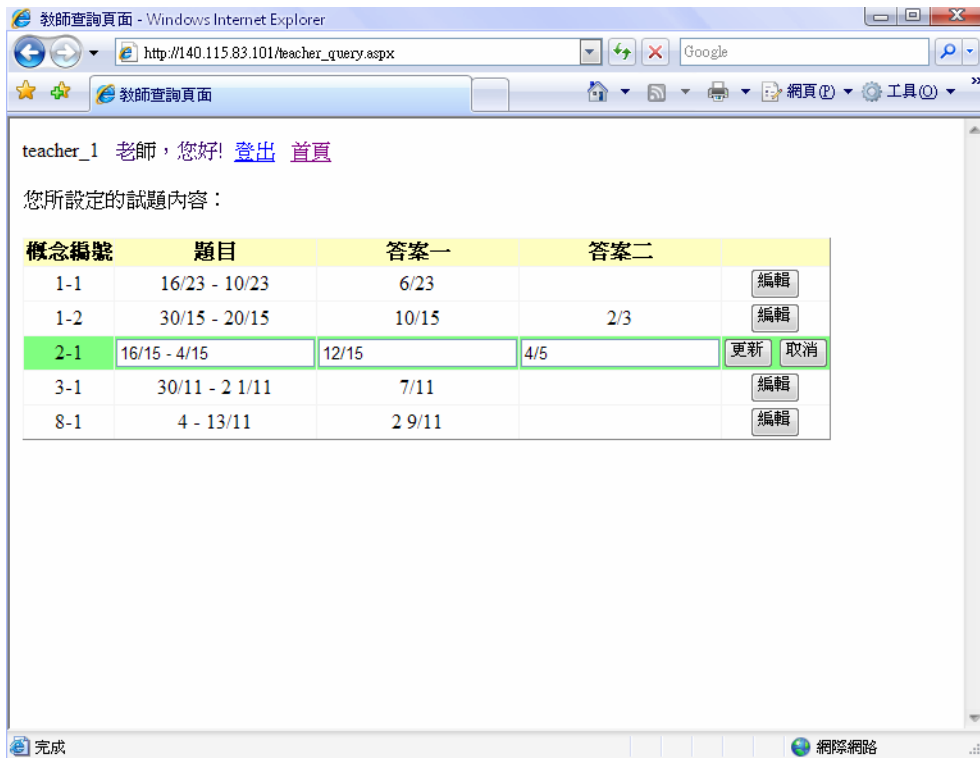 教師查詢頁面 - Windows Internet Explorer
http://140.115.83.101/teacher_query.aspx
Google
教師查詢頁面
網頁(P) 工具(O) »
teacher_1 老師，您好! 登出 首頁
您所設定的試題內容：
概念編號 題目 答案一 答案二
1-1 16/23 - 10/23 6/23 編輯
1-2 30/15 - 20/15 10/15 2/3 編輯
2-1 16/15 - 4/15 12/15 4/5 更新 取消
3-1 30/11 - 2 1/11 7/11 編輯
8-1 4 - 13/11 2 9/11 編輯
完成 網際網路